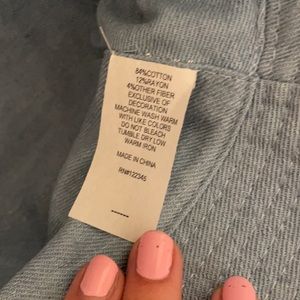 84%COTTON
12%RAYON
4%OTHER FIBER
EXCLUSIVE OF
DECORATION
MACHINE WASH WARM
WITH LIKE COLORS
DO NOT BLEACH
TUMBLE DRY LOW
WARM IRON
MADE IN CHINA
RN#122345